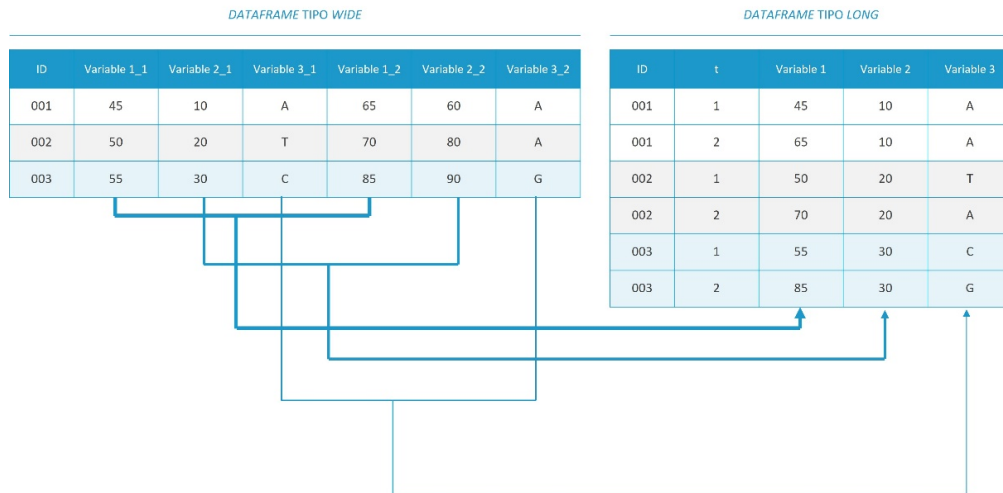 DATAFRAME TIPO WIDE
ID Variable 1_1 Variable 2_1 Variable 3_1 Variable 1_2 Variable 2_2 Variable 3_2
001 45 10 A 65 60 A
002 50 20 T 70 80 A
003 55 30 C 85 90 G
DATAFRAME TIPO LONG
ID t Variable 1 Variable 2 Variable 3
001 1 45 10 A
001 2 65 10 A
002 1 50 20 T
002 2 70 20 A
003 1 55 30 C
003 2 85 30 G